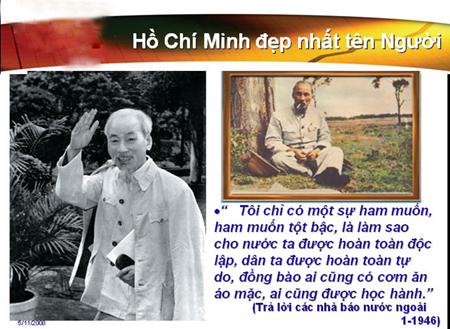 Hồ Chí Minh đẹp nhất tên Người
•“ Tôi chỉ có một sự ham muốn,
ham muốn tột bậc, là làm sao
cho nước ta được hoàn toàn độc
lập, dân ta được hoàn toàn tự
do, đồng bào ai cũng có cơm ăn
áo mặc, ai cũng được học hành.”
(Trả lời các nhà báo nước ngoài
1-1946)
5/11/2008